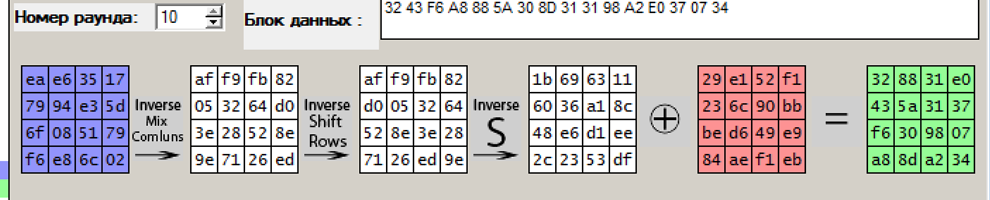 Номер раунда: 10 Блок данных : 32 43 F6 A8 88 5A 30 8D 31 31 98 A2 E0 37 07 34
ea e6 35 17 af f9 fb 82 af f9 fb 82 1b 69 63 11 29 e1 52 f1 32 88 31 e0
79 94 e3 5d Inverse 05 32 64 d0 Inverse d0 05 32 64 Inverse 60 36 a1 8c 23 6c 90 bb 43 5a 31 37
Mix Shift S ⊕ =
6f 08 51 79 Comluns 3e 28 52 8e Rows 52 8e 3e 28 48 e6 d1 ee be d6 49 e9 f6 30 98 07
f6 e8 6c 02 9e 71 26 ed 71 26 ed 9e 2c 23 53 df 84 ae f1 eb a8 8d a2 34